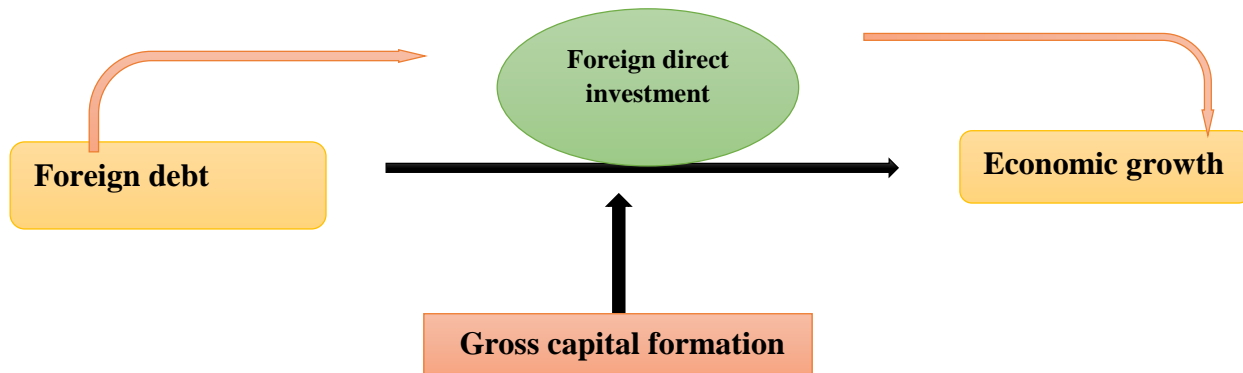 Foreign direct
investment
Foreign debt
Economic growth
Gross capital formation